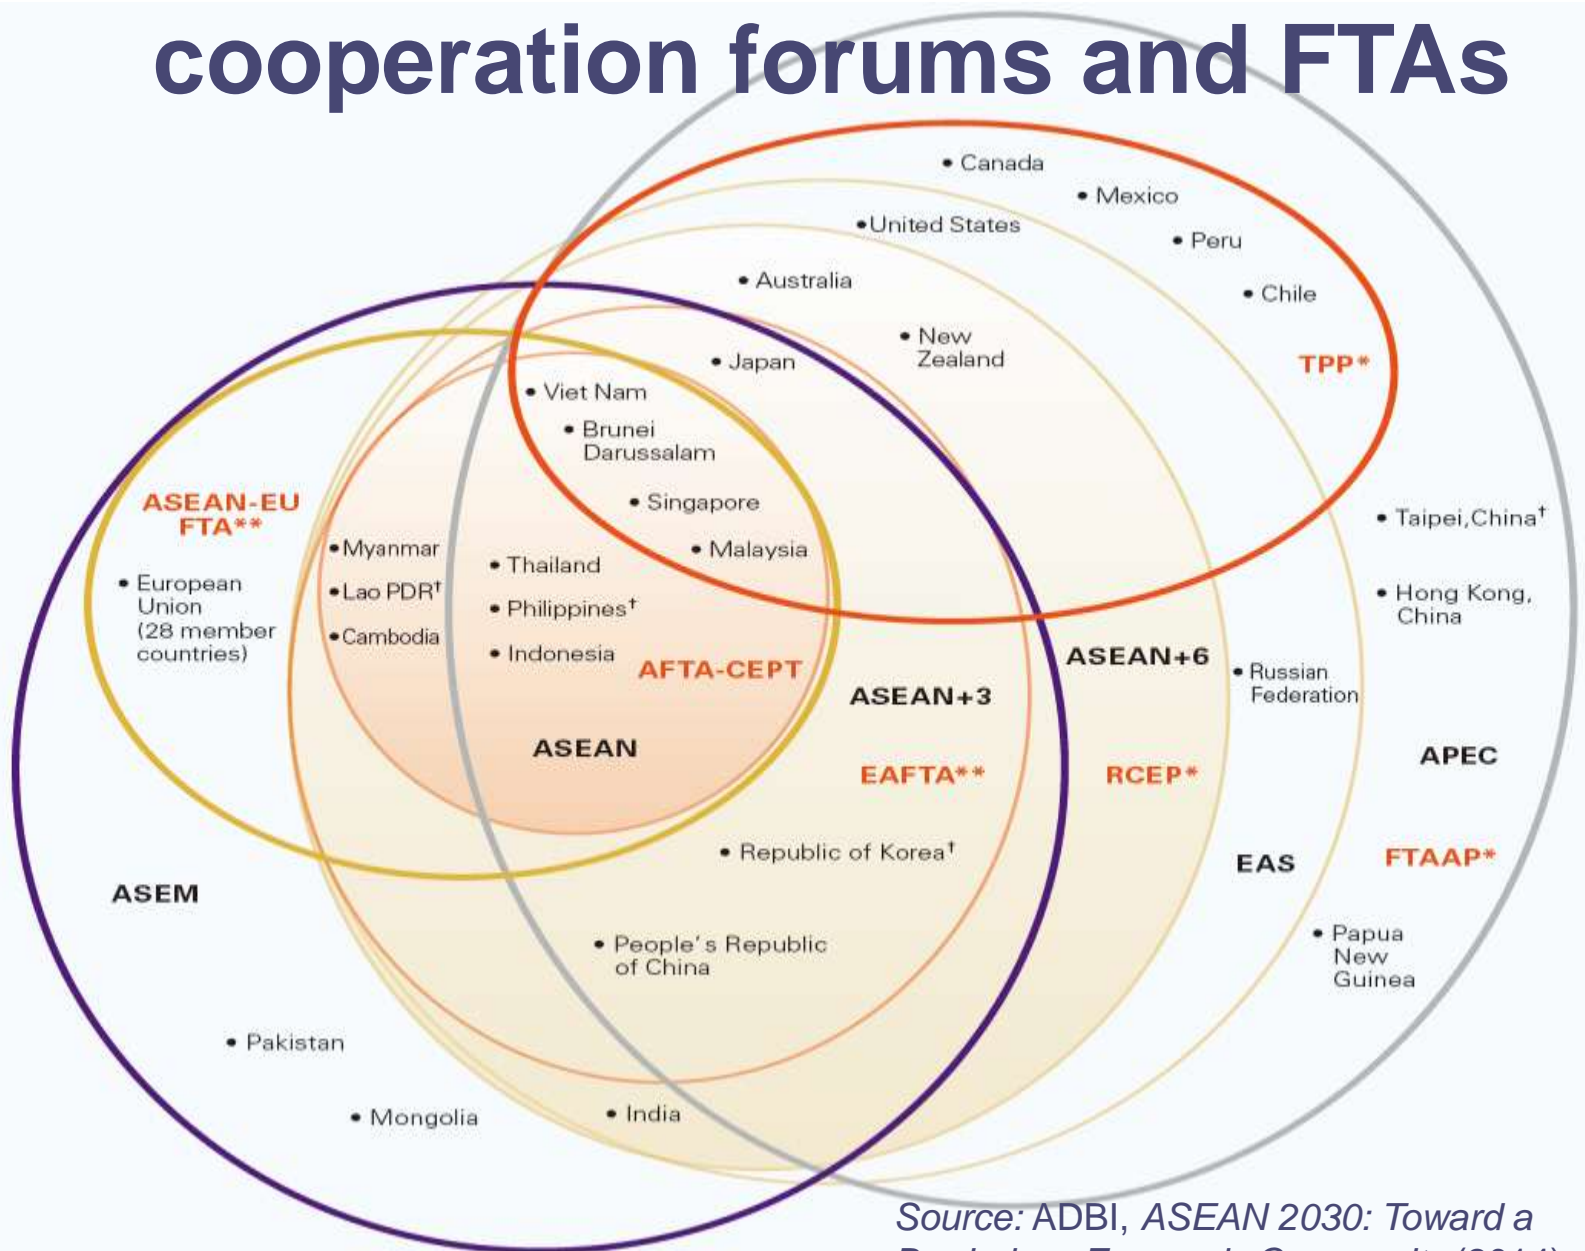 cooperation forums and FTAs
• Canada
• Mexico
•United States
• Peru
• Australia
• Chile
• New
Zealand
• Japan
TPP*
• Viet Nam
• Brunei
Darussalam
ASEAN-EU
FTA**
• Singapore
• Taipei,China†
•Myanmar
• Malaysia
• Thailand
• European
Union
(28 member
countries)
•Lao PDR†
• Philippines†
• Hong Kong,
China
•Cambodia
• Indonesia
AFTA-CEPT
ASEAN+6
• Russian
Federation
ASEAN+3
ASEAN
APEC
EAFTA**
RCEP*
• Republic of Korea†
EAS
FTAAP*
ASEM
• People's Republic
of China
• Papua
New
Guinea
• Pakistan
• Mongolia
• India
Source: ADBI, ASEAN 2030: Toward a